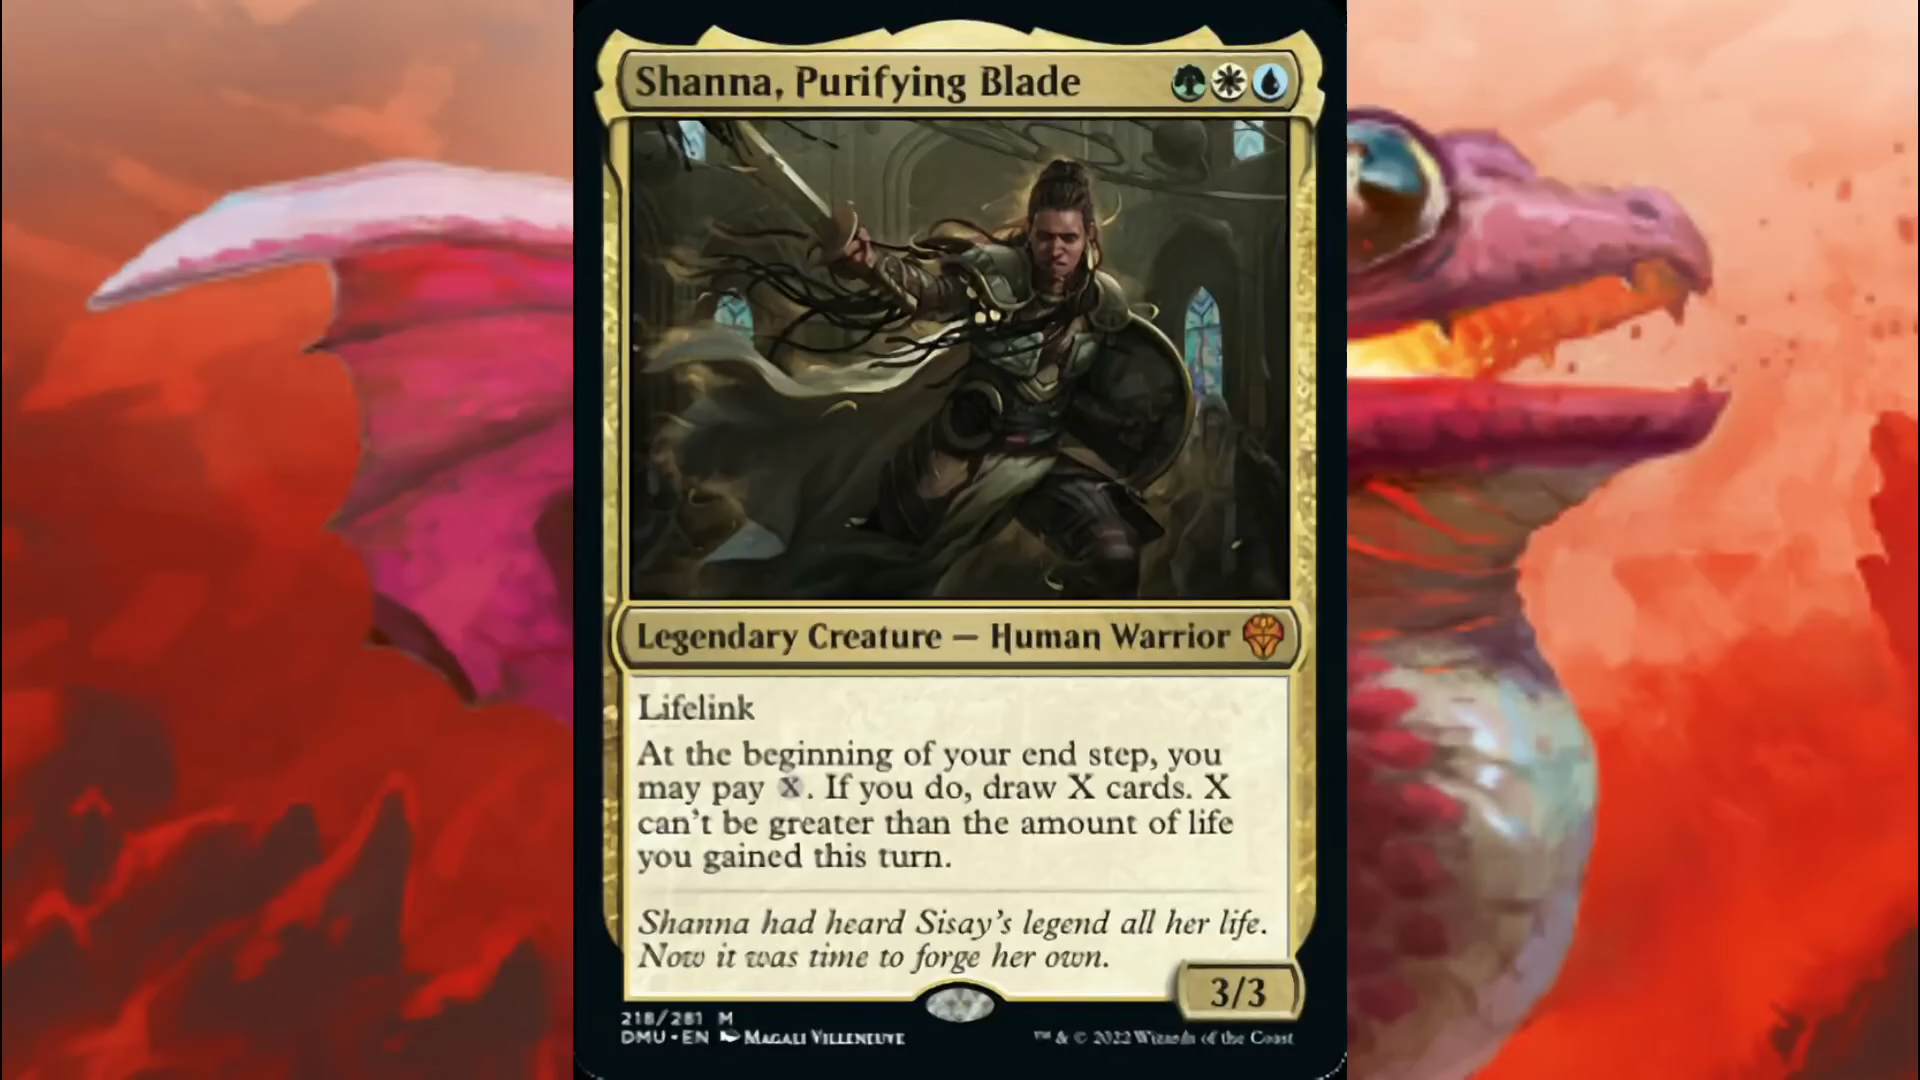 Shanna, Purifying Blade
Legendary Creature — Human Warrior
Lifelink
At the beginning of your end step, you
may pay X. If you do, draw X cards. X
can't be greater than the amount of life
you gained this turn.
Shanna had heard Sisay's legend all her life.
Now it was time to forge her own.
3/3
218/281 M
DMU • EN Magali Villeneuve
™ & © 2022 Wizards of the Coast